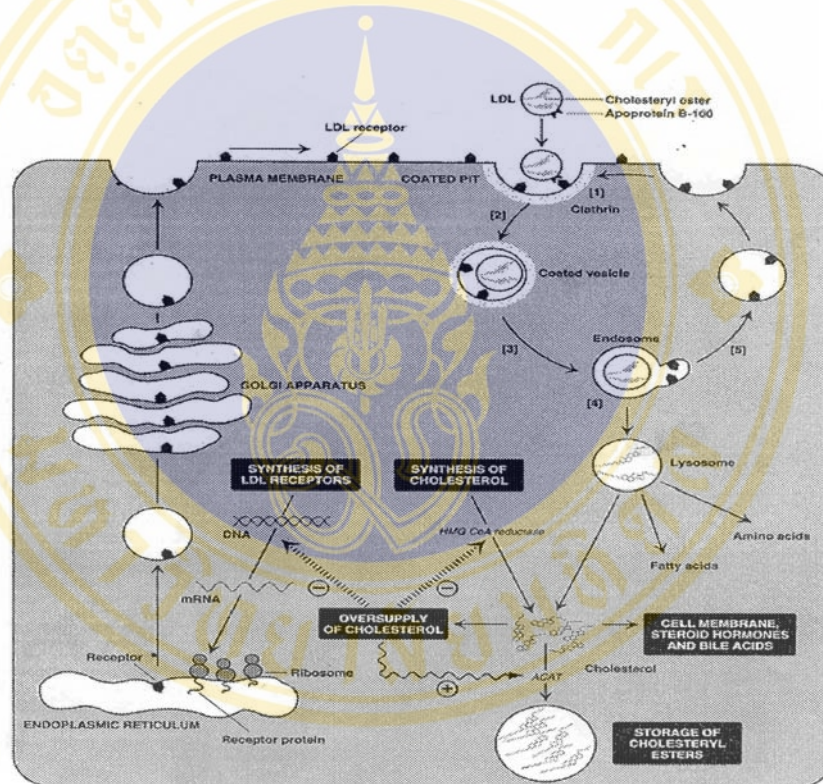 LDL
Cholesteryl ester
Apoprotein B-100
LDL receptor
PLASMA MEMBRANE
COATED PIT
[1]
Clathrin
[2]
Coated vesicle
Endosome
[3]
[5]
[4]
GOLGI APPARATUS
SYNTHESIS OF
LDL RECEPTORS
SYNTHESIS OF
CHOLESTEROL
Lysosome
DNA
HMG CoA reductase
Amino acids
Fatty acids
mRNA
OVERSUPPLY
OF CHOLESTEROL
CELL MEMBRANE,
STEROID HORMONES
AND BILE ACIDS
Receptor
Ribosome
Cholesterol
ACAT
ENDOPLASMIC RETICULUM
Receptor protein
STORAGE OF
CHOLESTERYL
ESTERS